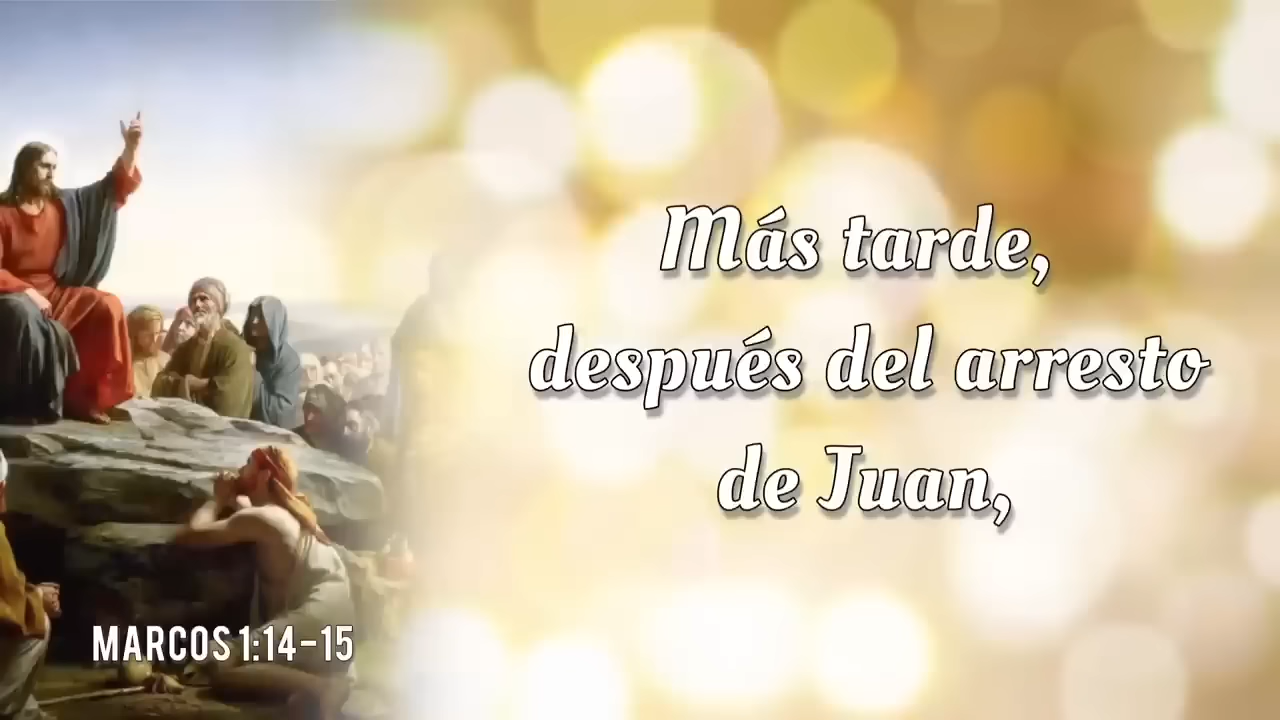 Más tarde,
después del arresto
de Juan,
MARCOS 1:14-15